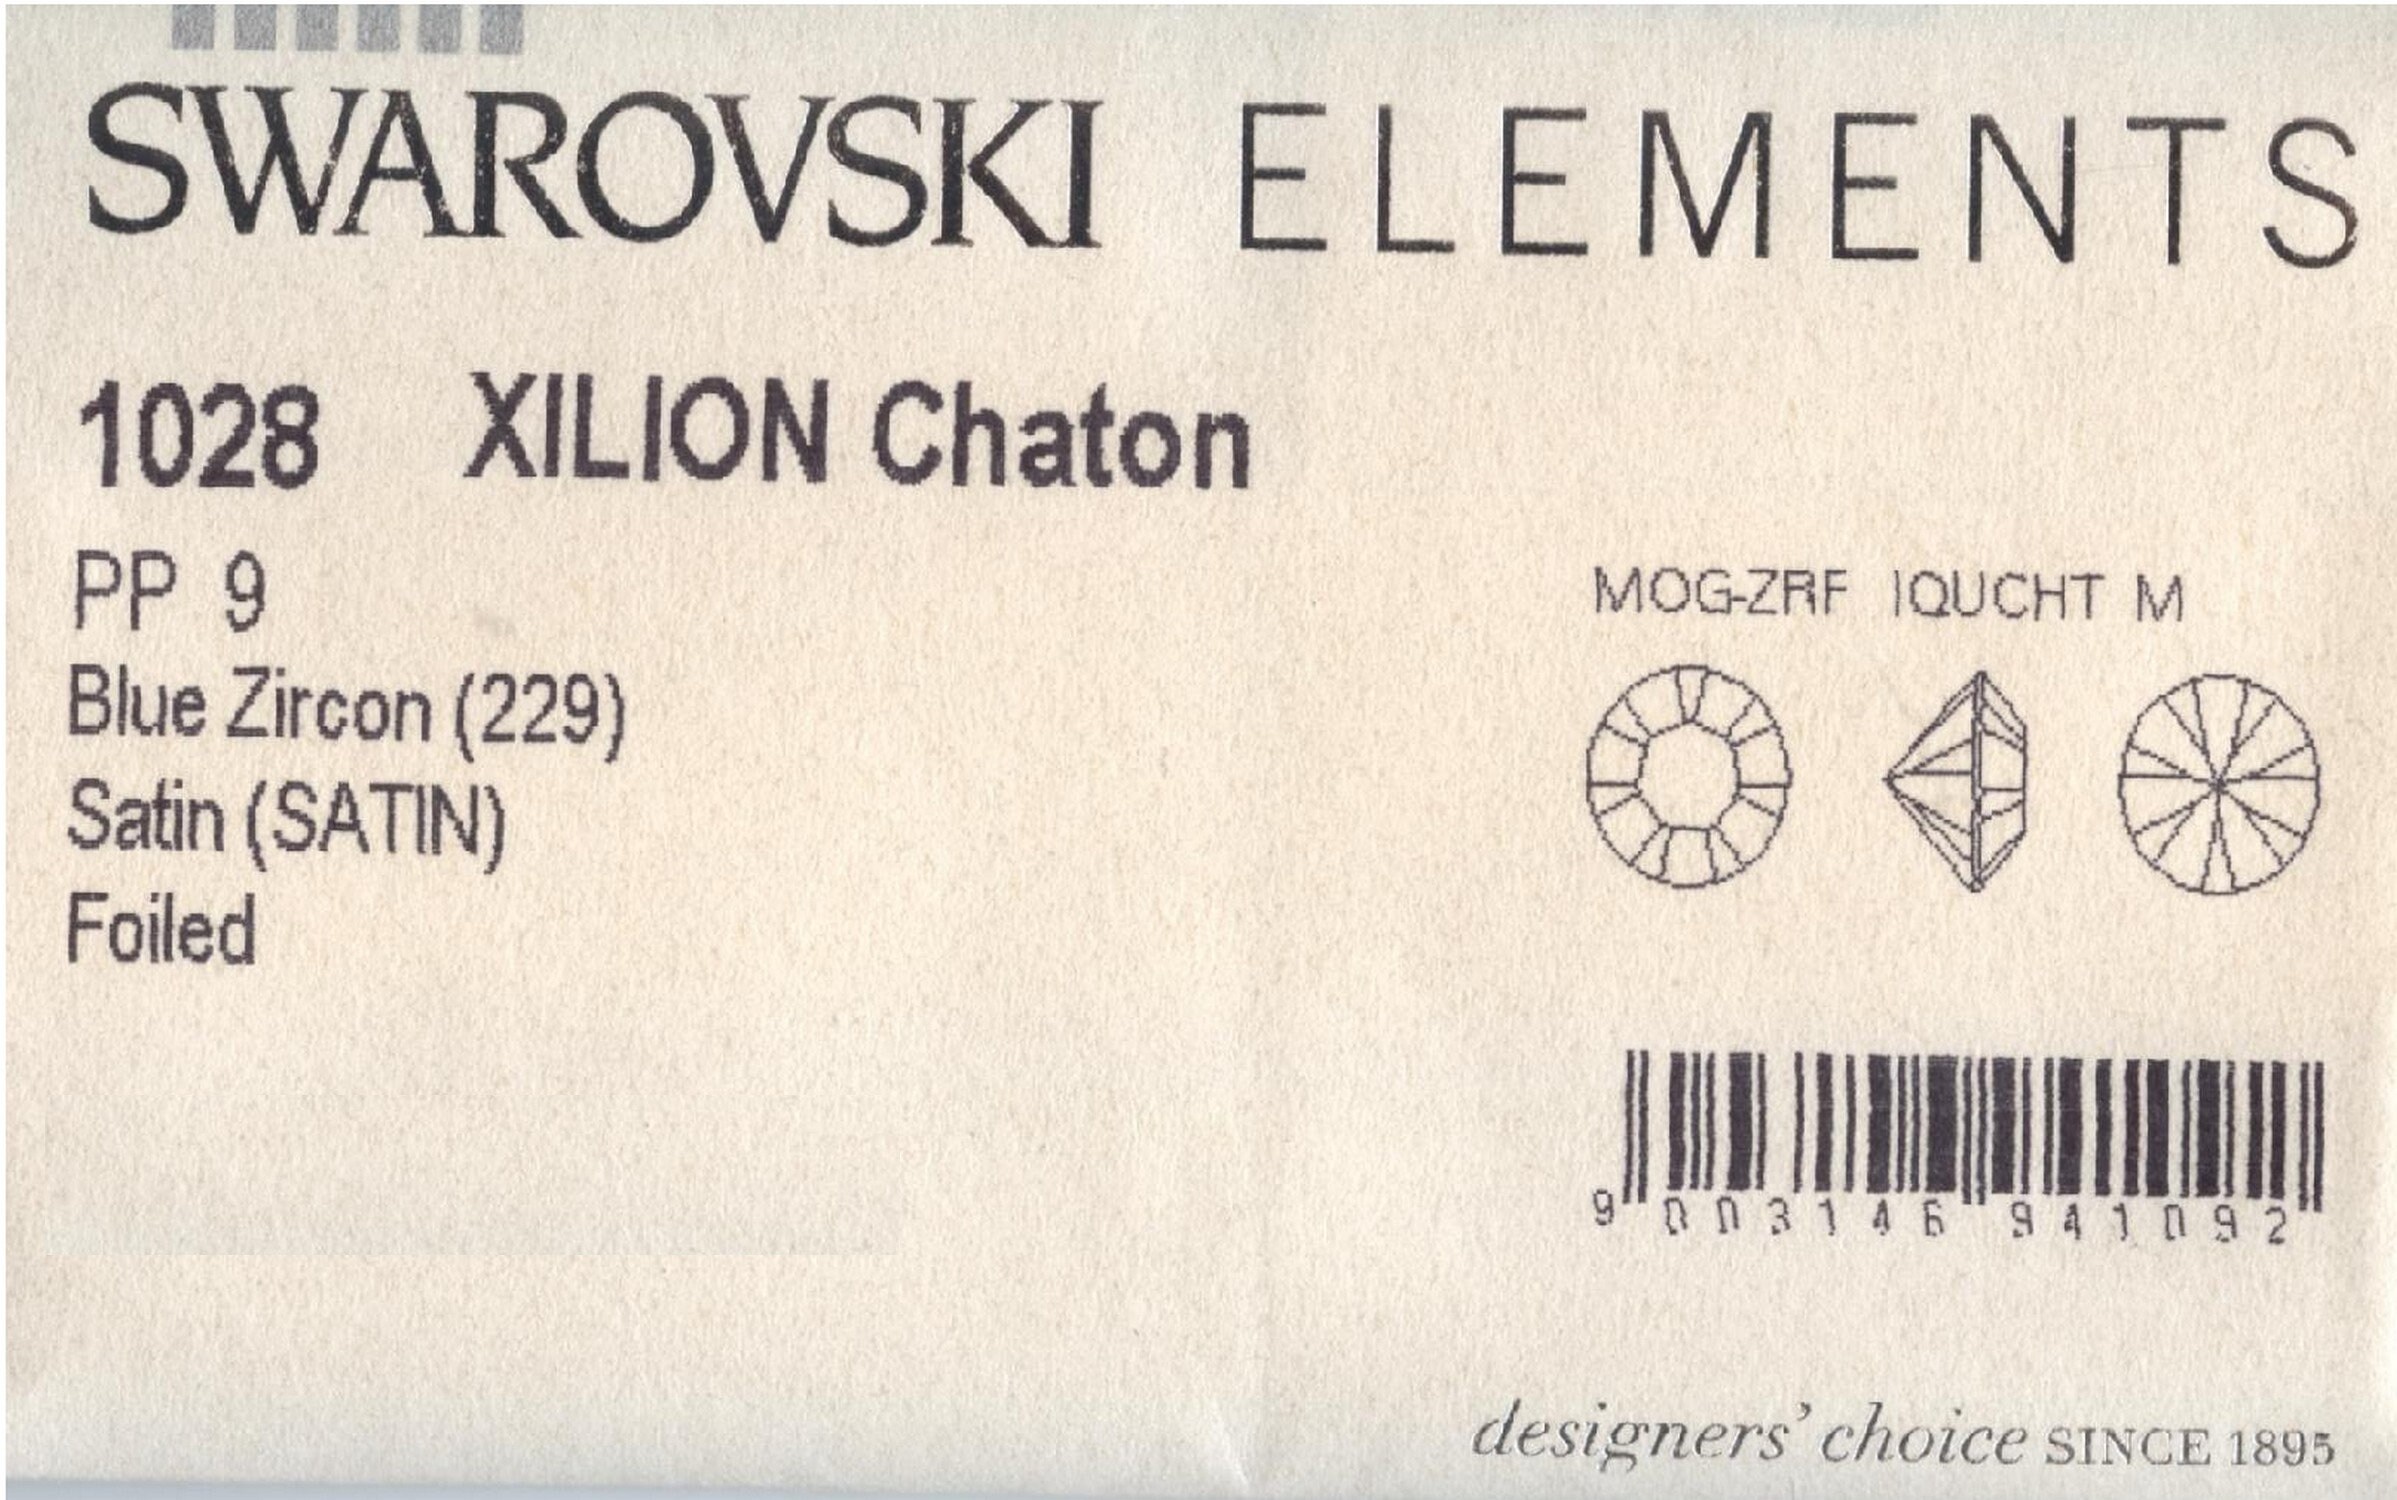 SWAROVSKI ELEMENTS
1028 XILION Chaton
PP 9
Blue Zircon (229)
Satin (SATIN)
Foiled
MOG-ZRF IQUCHT M
9 003146 941092
designers' choice SINCE 1895